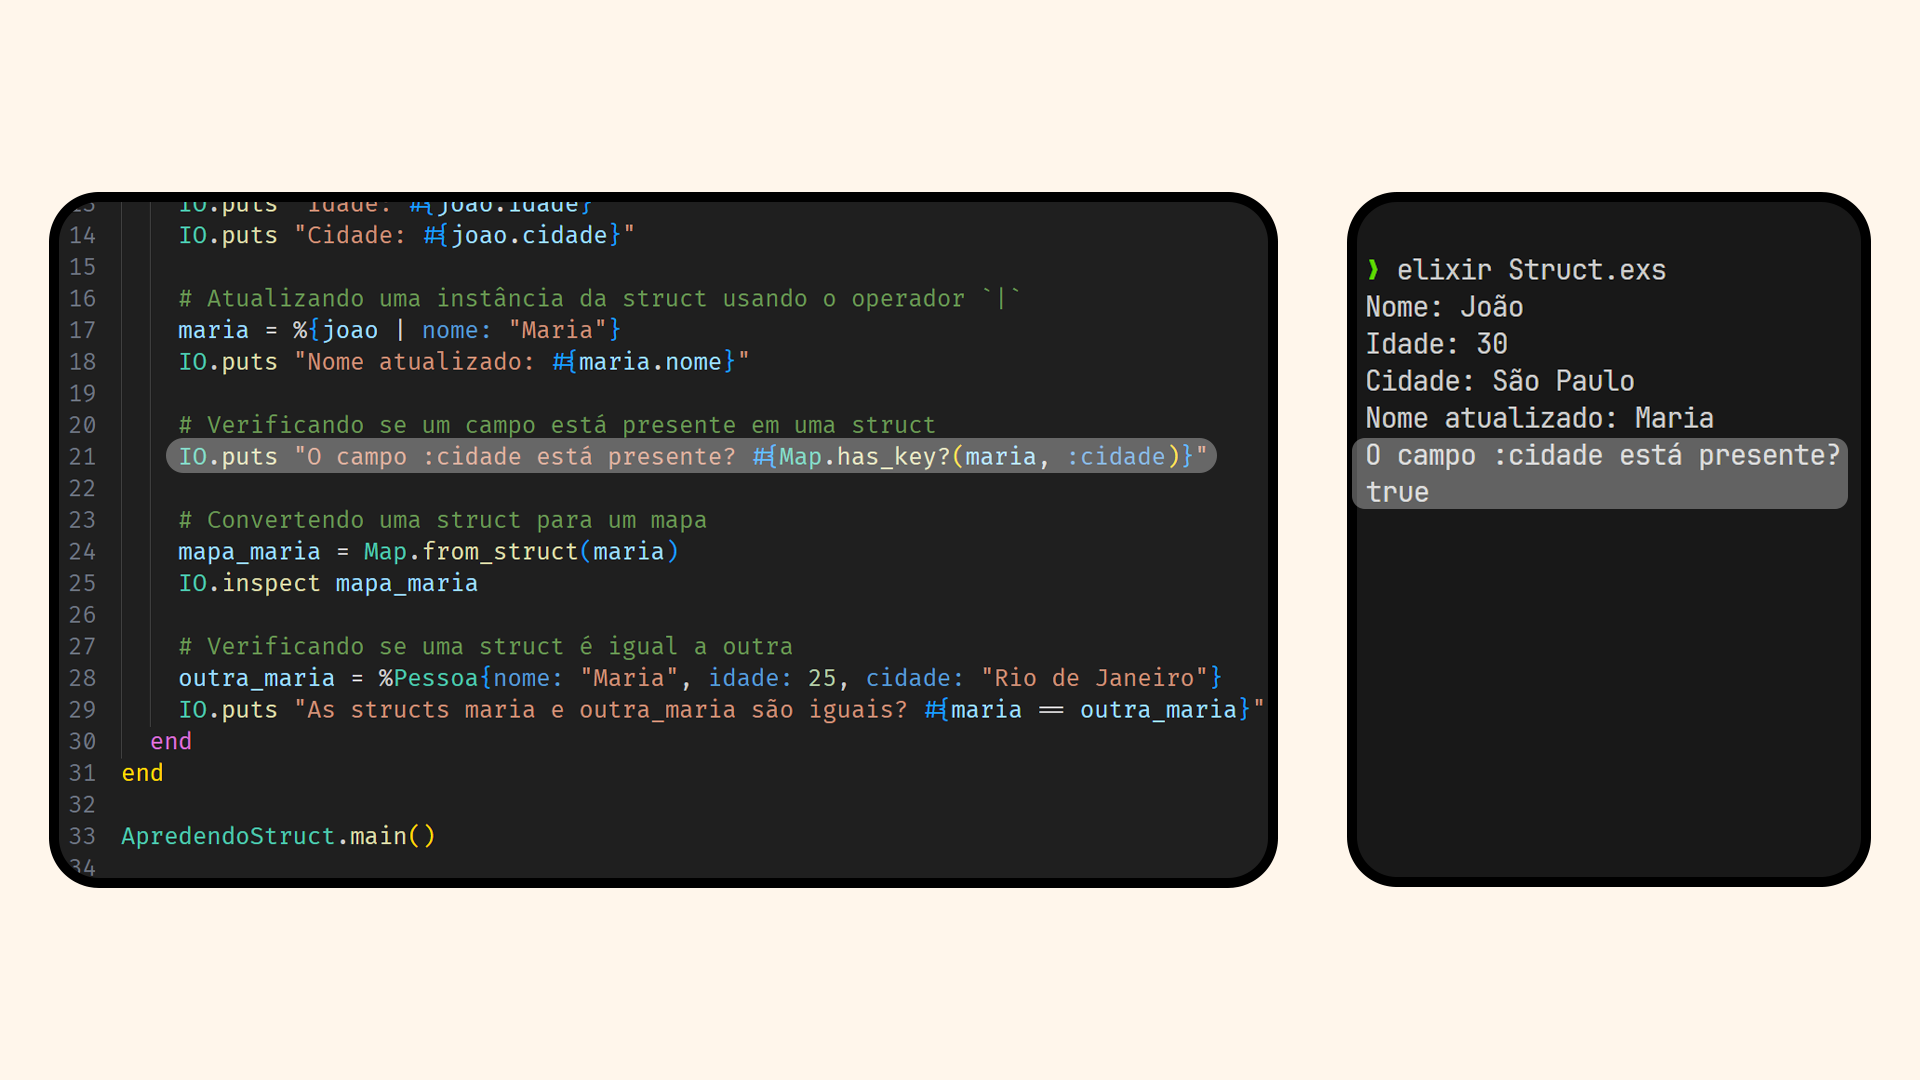 13 IO.puts "Idade: #{joao.idade}
14 IO.puts "Cidade: #{joao.cidade}"
15
16 # Atualizando uma instância da struct usando o operador `|`
17 maria = %{joao | nome: "Maria"}
18 IO.puts "Nome atualizado: #{maria.nome}"
19
20 # Verificando se um campo está presente em uma struct
21 IO.puts "O campo :cidade está presente? #{Map.has_key?(maria, :cidade)}"
22
23 # Convertendo uma struct para um mapa
24 mapa_maria = Map.from_struct(maria)
25 IO.inspect mapa_maria
26
27 # Verificando se uma struct é igual a outra
28 outra_maria = %Pessoa{nome: "Maria", idade: 25, cidade: "Rio de Janeiro"}
29 IO.puts "As structs maria e outra_maria são iguais? #{maria == outra_maria}"
30 end
31 end
32
33 ApredendoStruct.main()
34
❯ elixir Struct.exs
Nome: João
Idade: 30
Cidade: São Paulo
Nome atualizado: Maria
O campo :cidade está presente?
true